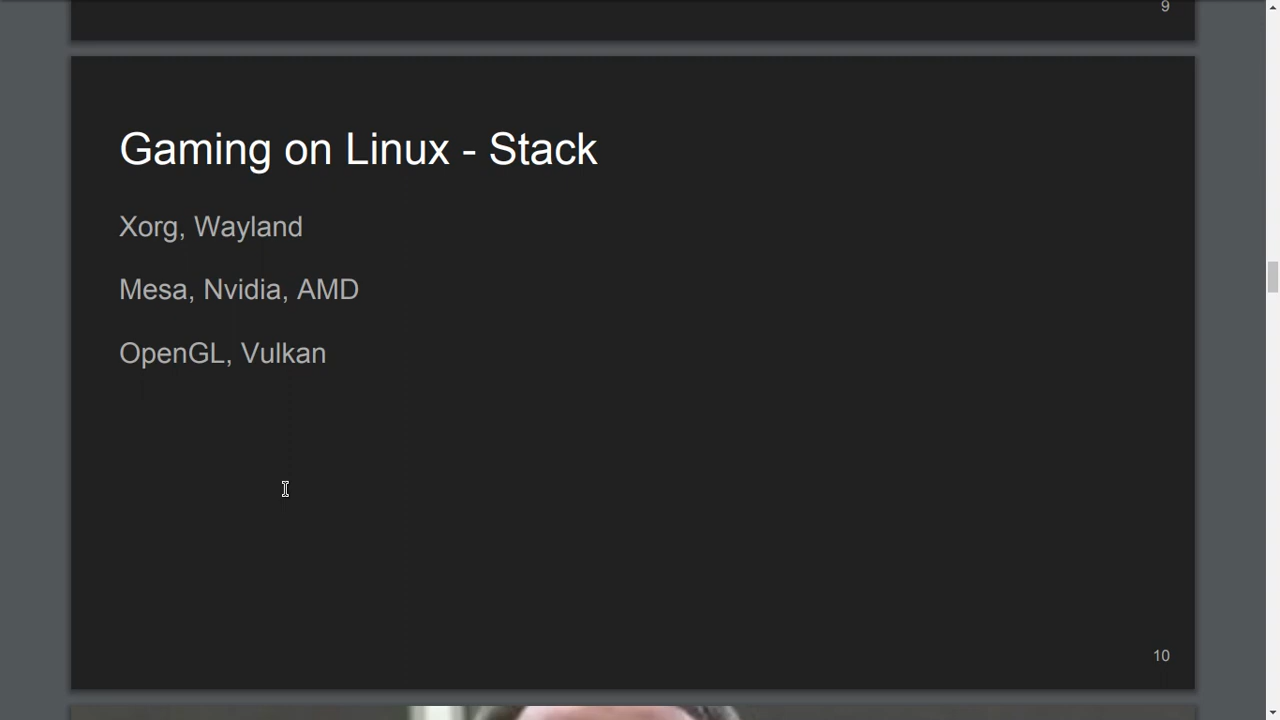 9
Gaming on Linux - Stack
Xorg, Wayland
Mesa, Nvidia, AMD
OpenGL, Vulkan
10